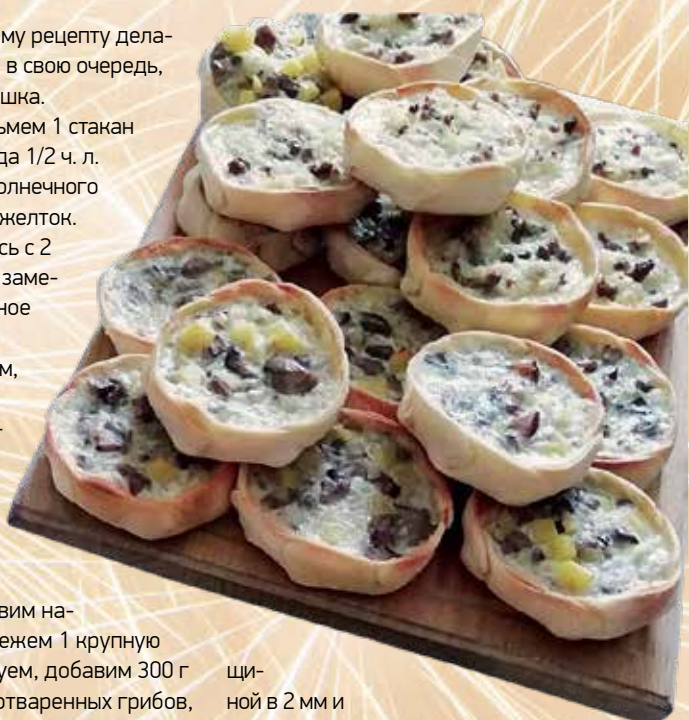 му рецепту дела-
в свою очередь,
шка.
ьмем 1 стакан
да 1/2 ч. л.
олнечного
желток.
сь с 2
заме-
ное
м,
вим на-
ежем 1 крупную
уем, добавим 300 г
отваренных грибов,
щи-
ной в 2 мм и